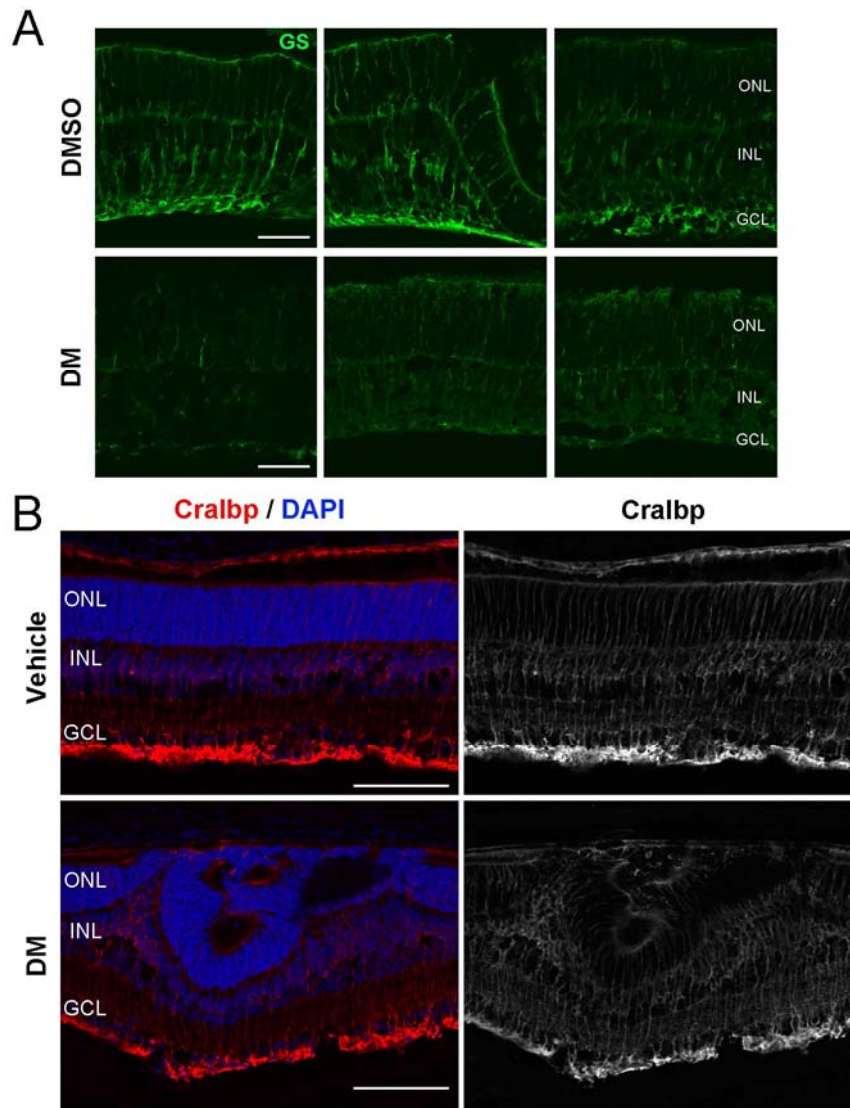 A
GS
DMSO
ONL
INL
GCL
DM
ONL
INL
GCL
B
Cralbp / DAPI
Cralbp
Vehicle
ONL
INL
GCL
DM
ONL
INL
GCL